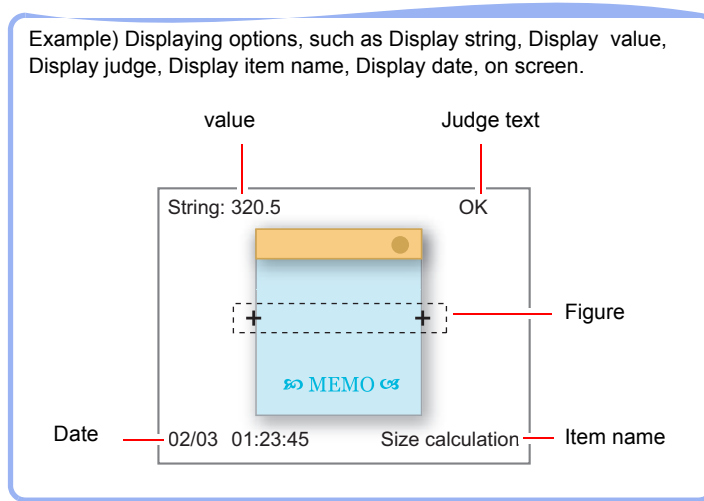 Example) Displaying options, such as Display string, Display value,
Display judge, Display item name, Display date, on screen.
value
Judge text
String: 320.5
OK
Figure
MEMO
Date
02/03 01:23:45
Size calculation
Item name